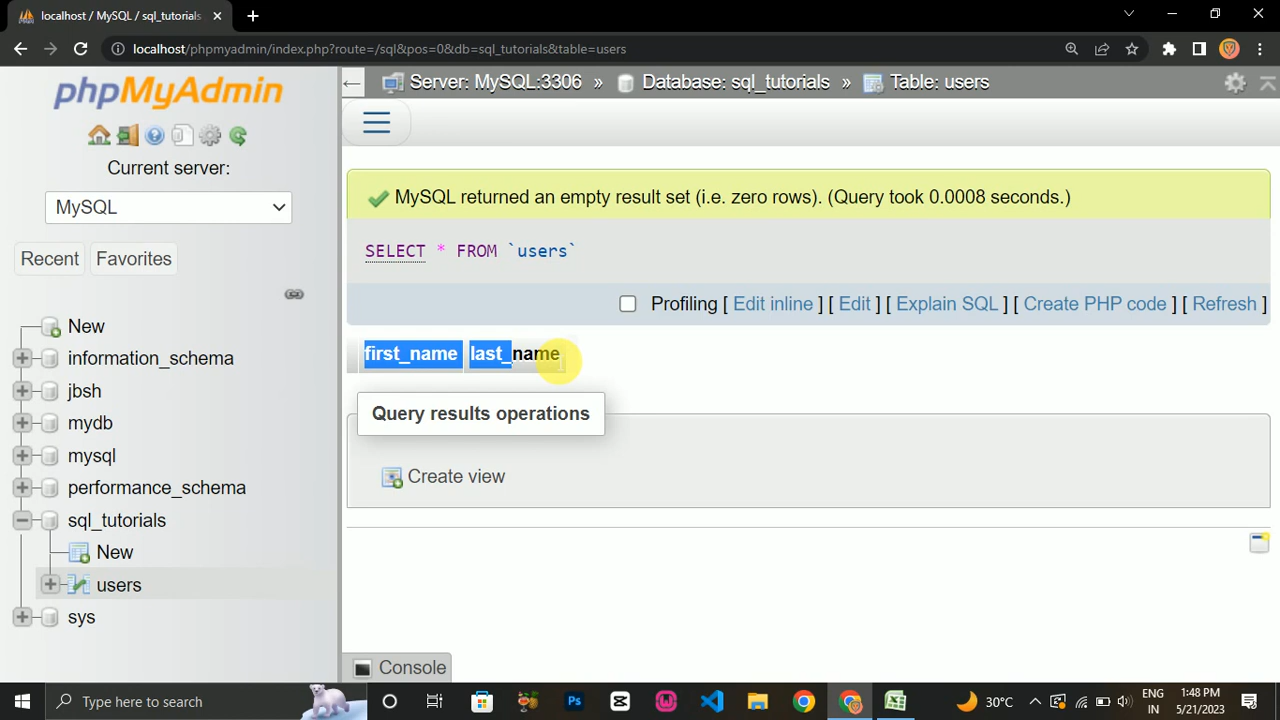 localhost / MySQL / sql_tutorials
localhost/phpmyadmin/index.php?route=/sql&pos=0&db=sql_tutorials&table=users
phpMyAdmin
Current server:
MySQL
Recent Favorites
New
information_schema
jbsh
mydb
mysql
performance_schema
sql_tutorials
New
users
sys
Server: MySQL:3306 » Database: sql_tutorials » Table: users
MySQL returned an empty result set (i.e. zero rows). (Query took 0.0008 seconds.)
SELECT * FROM `users`
Profiling [ Edit inline ] [ Edit ] [ Explain SQL ] [ Create PHP code ] [ Refresh ]
first_name last_name
Query results operations
Create view
Console
Type here to search
Ps
30°C
ENG
IN
1:48 PM
5/21/2023